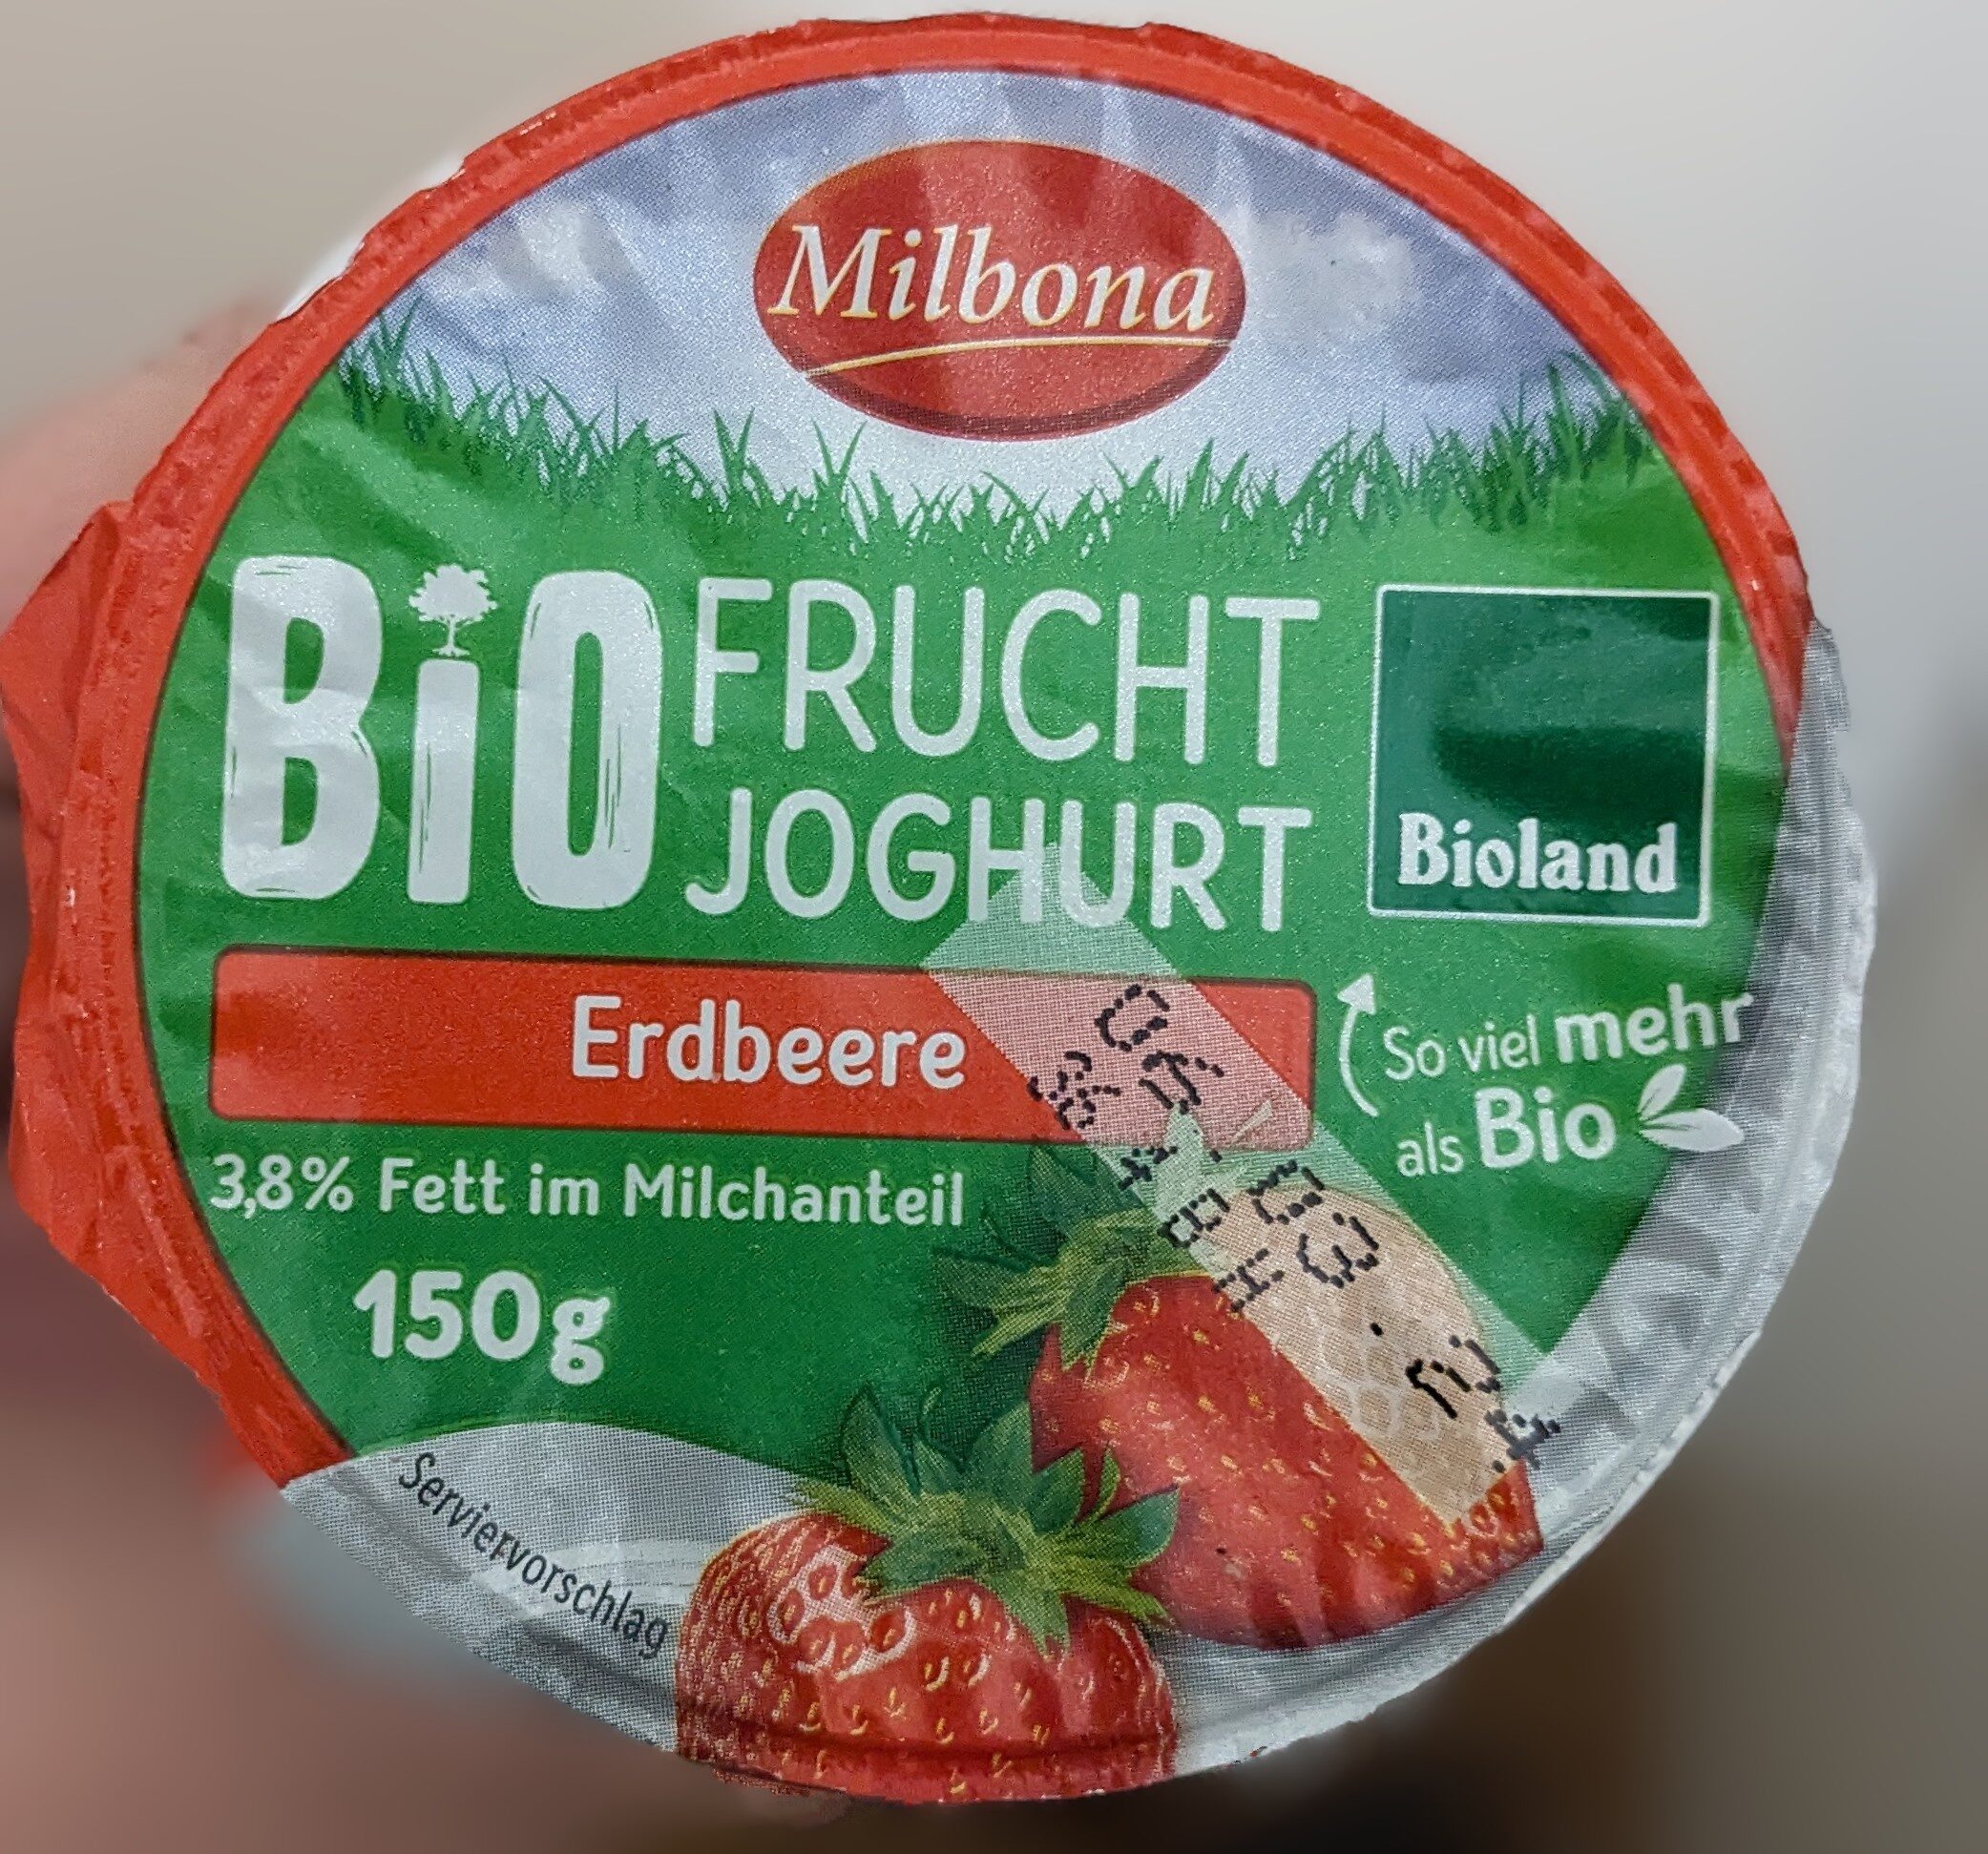 Milbona
BiO FRUCHT
JOGHURT
Bioland
Erdbeere
So viel mehr
als Bio
3,8% Fett im Milchanteil
150g
Serviervorschlag